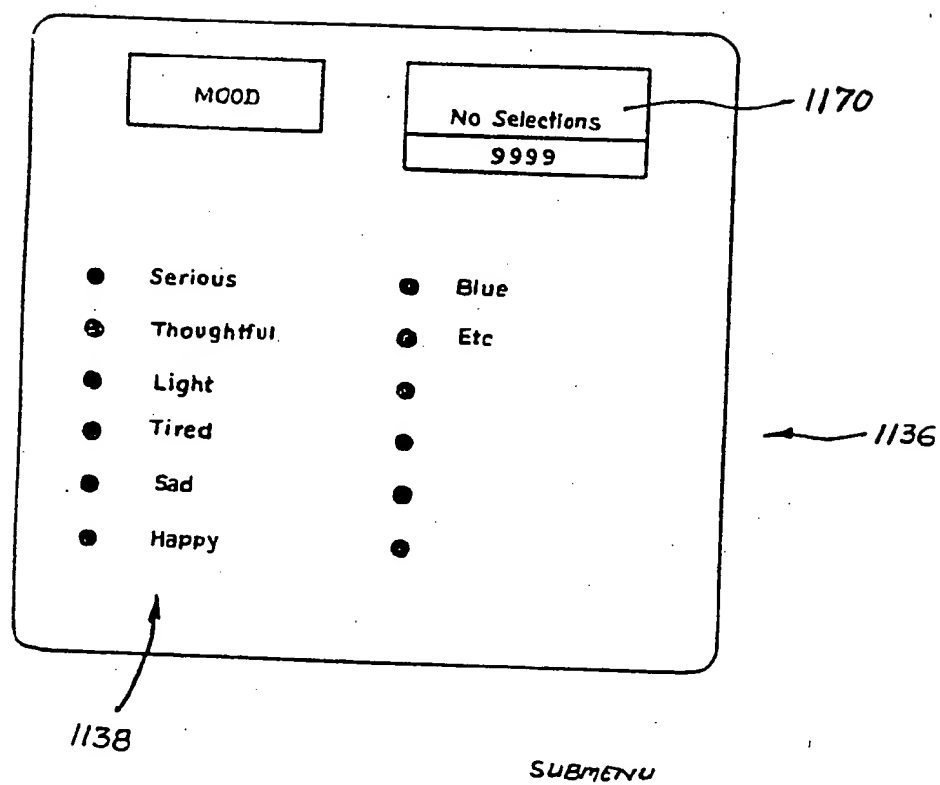 MOOD
No Selections
9999
1170
Serious
Thoughtful
Light
Tired
Sad
Happy
Blue
Etc
1136
1138
SUBMENU